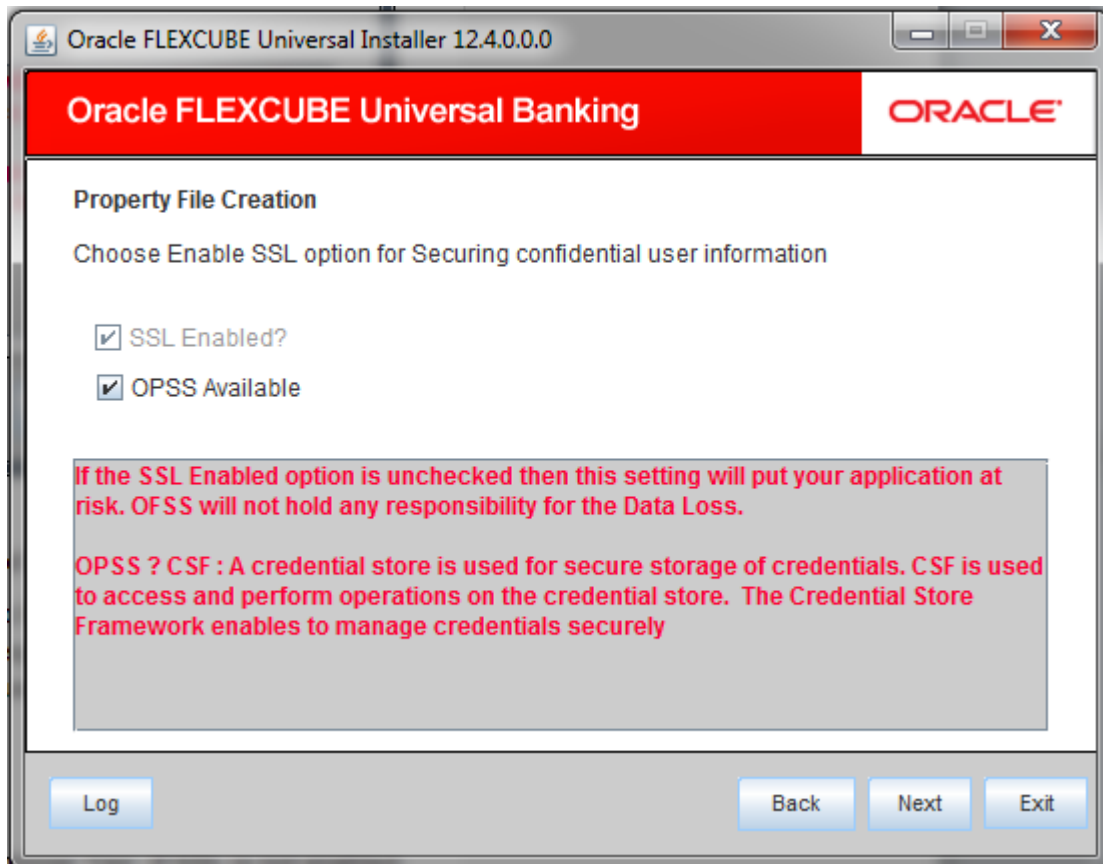 Oracle FLEXCUBE Universal Installer 12.4.0.0.0
Oracle FLEXCUBE Universal Banking
ORACLE
Property File Creation
Choose Enable SSL option for Securing confidential user information
SSL Enabled?
OPSS Available
If the SSL Enabled option is unchecked then this setting will put your application at
risk. OFSS will not hold any responsibility for the Data Loss.
OPSS ? CSF : A credential store is used for secure storage of credentials. CSF is used
to access and perform operations on the credential store.  The Credential Store
Framework enables to manage credentials securely
Log
Back
Next
Exit